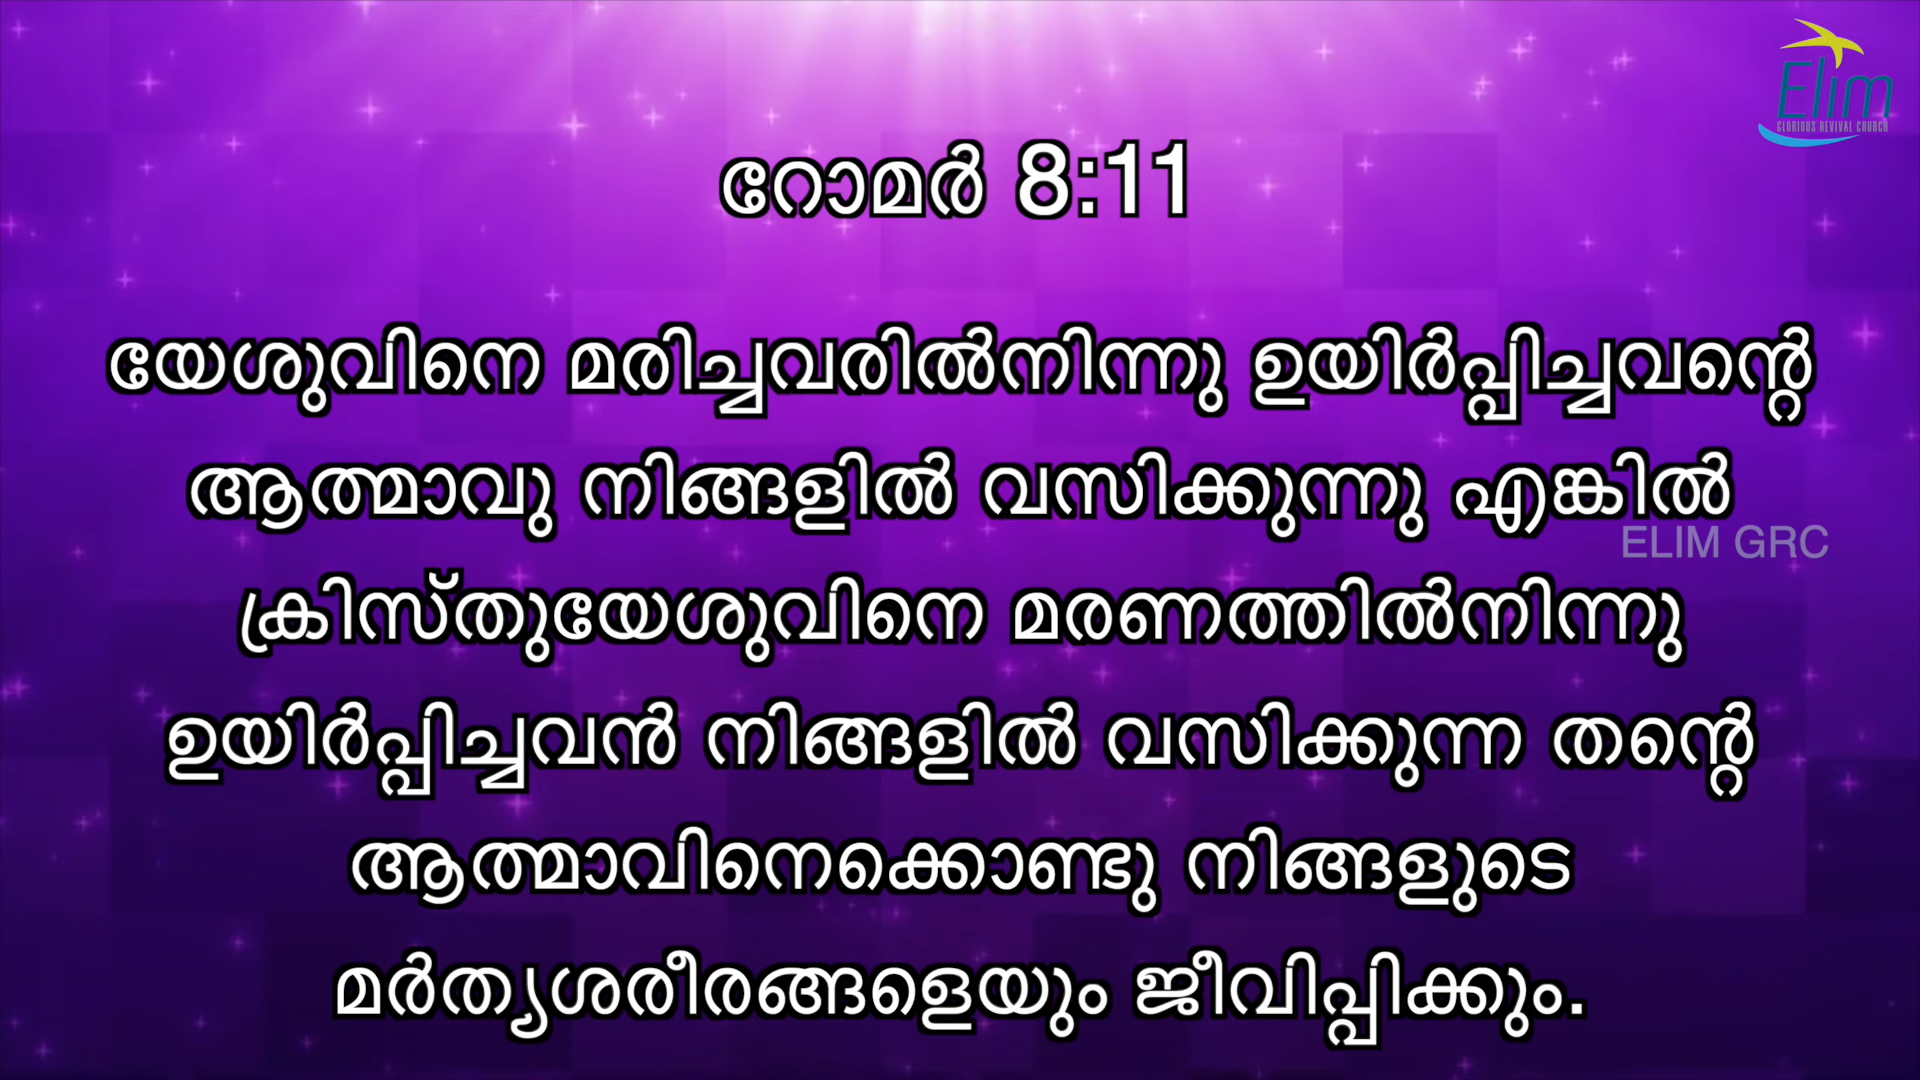 Elim
GLORIOUS REVIVAL CHURCH
റോമർ 8:11
യേശുവിനെ മരിച്ചവരിൽനിന്നു ഉയിർപ്പിച്ചവന്റെ
ആത്മാവു നിങ്ങളിൽ വസിക്കുന്നു എങ്കിൽ
ELIM GRC
ക്രിസ്തുയേശുവിനെ മരണത്തിൽനിന്നു
ഉയിർപ്പിച്ചവൻ നിങ്ങളിൽ വസിക്കുന്ന തന്റെ
ആത്മാവിനെക്കൊണ്ടു നിങ്ങളുടെ
മർത്യശരീരങ്ങളെയും ജീവിപ്പിക്കും.